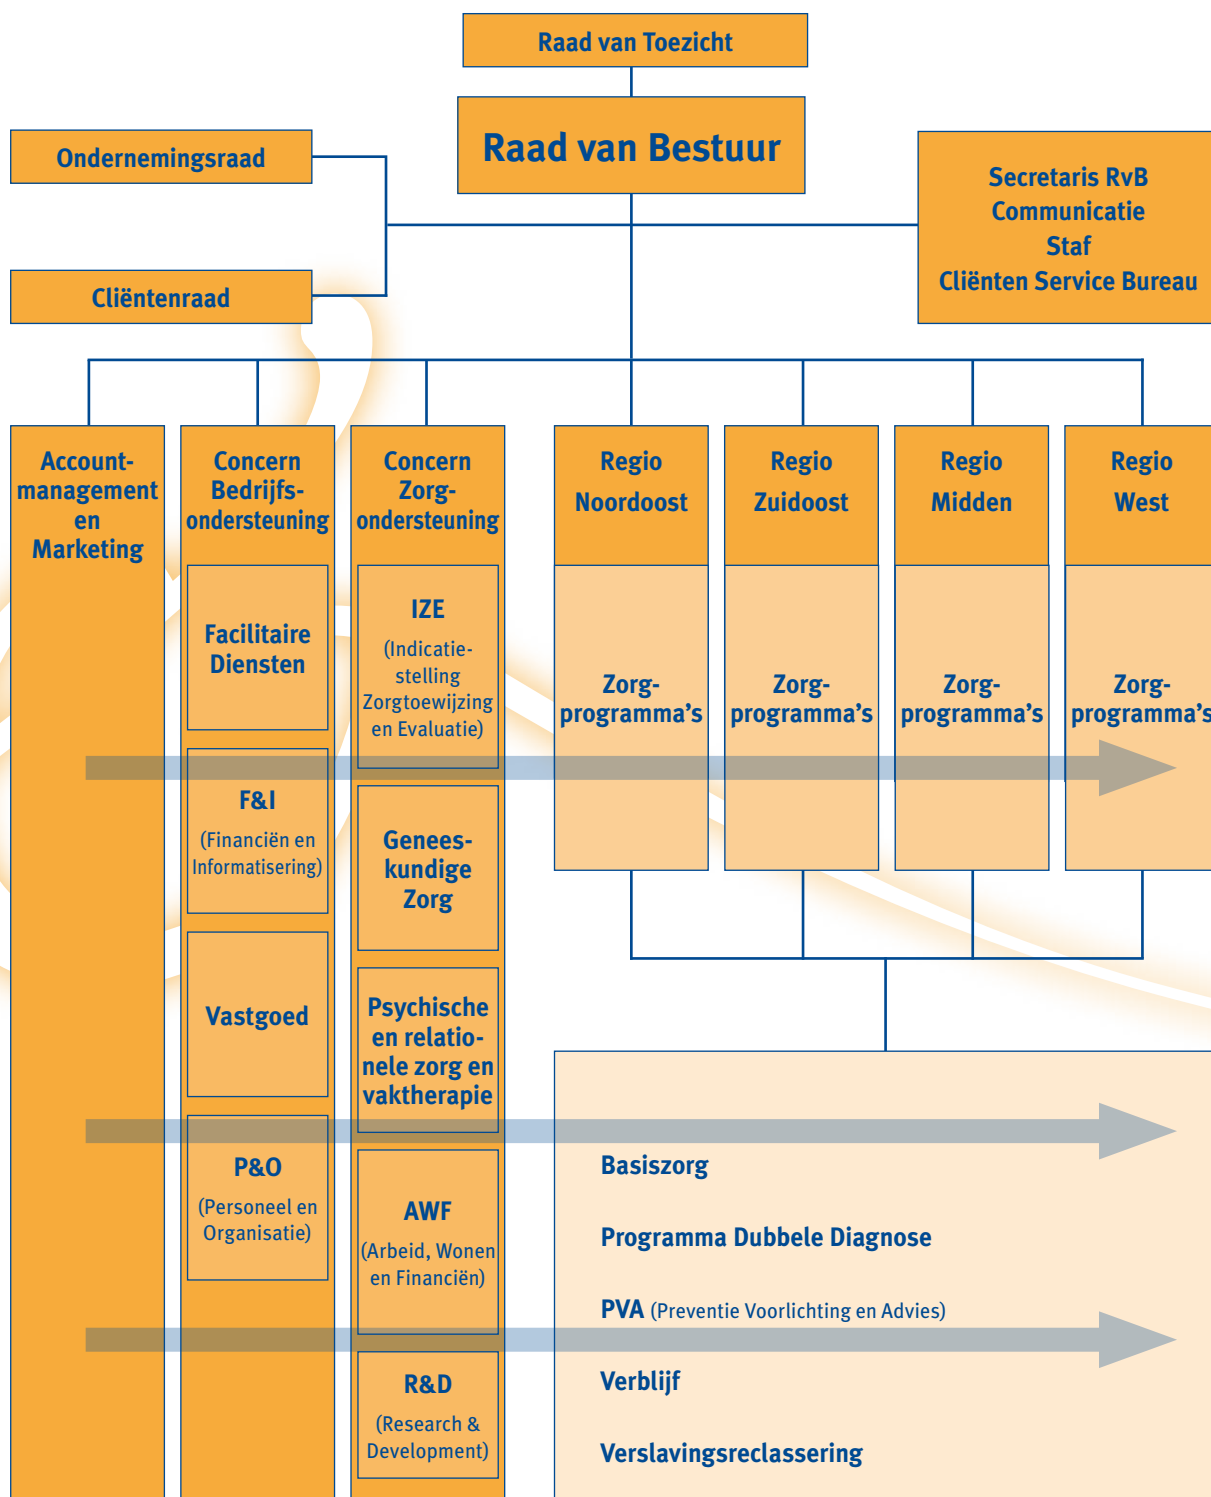 Raad van Toezicht
Raad van Bestuur
Ondernemingsraad
Cliëntenraad
Secretaris RvB
Communicatie
Staf
Cliënten Service Bureau
Account-
management
en
Marketing
Concern
Bedrijfs-
ondersteuning
Facilitaire
Diensten
F&I
(Financiën en
Informatisering)
Vastgoed
P&O
(Personeel en
Organisatie)
Concern
Zorg-
ondersteuning
IZE
(Indicatie-
stelling
Zorgtoewijzing
en Evaluatie)
Genees-
kundige
Zorg
Psychische
en relatio-
nele zorg en
vaktherapie
AWF
(Arbeid, Wonen
en Financiën)
R&D
(Research &
Development)
Regio
Noordoost
Zorg-
programma's
Regio
Zuidoost
Zorg-
programma's
Regio
Midden
Zorg-
programma's
Regio
West
Zorg-
programma's
Basiszorg
Programma Dubbele Diagnose
PVA (Preventie Voorlichting en Advies)
Verblijf
Verslavingsreclassering